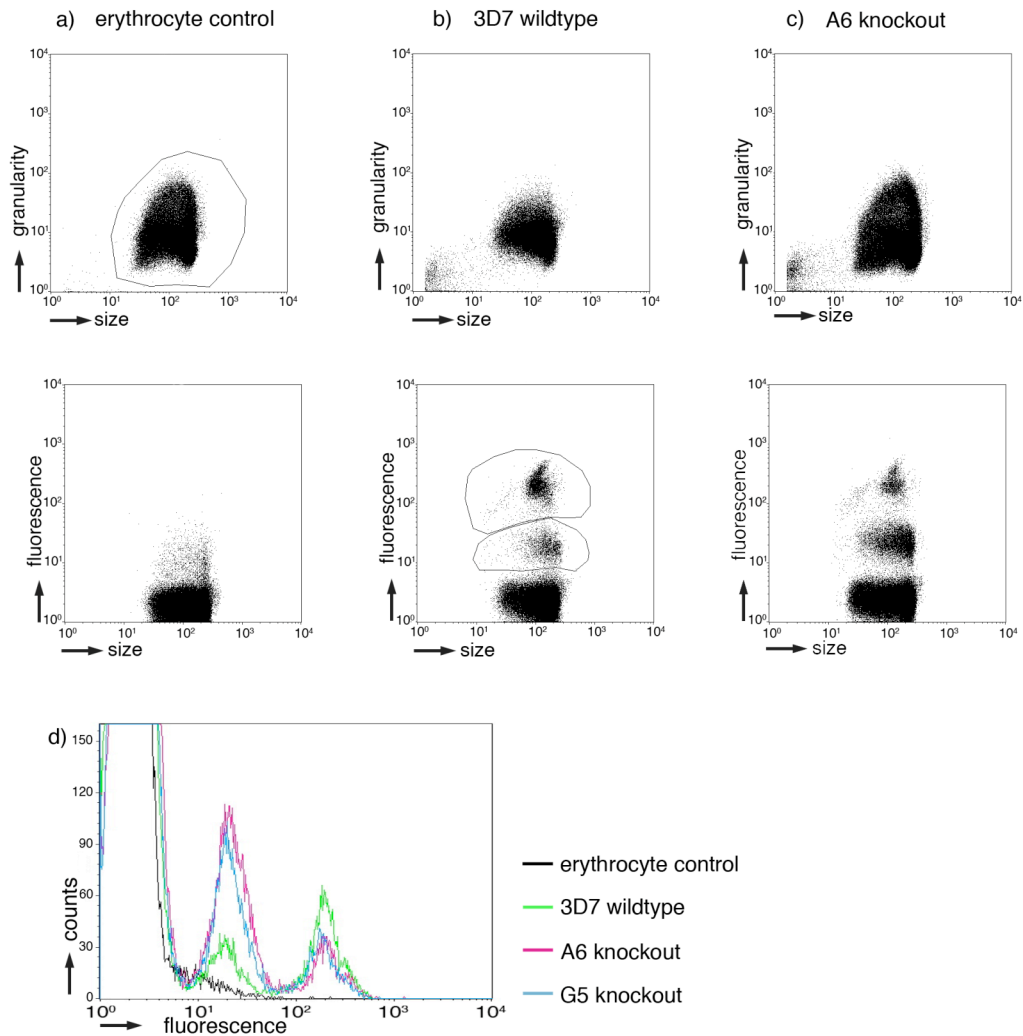 a) erythrocyte control
b) 3D7 wildtype
c) A6 knockout
10⁴
10³
10²
10¹
10⁰
granularity
10⁰ 10¹ 10² 10³ 10⁴
size
10⁴
10³
10²
10¹
10⁰
granularity
10⁰ 10¹ 10² 10³ 10⁴
size
10⁴
10³
10²
10¹
10⁰
granularity
10⁰ 10¹ 10² 10³ 10⁴
size
10⁴
10³
10²
10¹
10⁰
fluorescence
10⁰ 10¹ 10² 10³ 10⁴
size
10⁴
10³
10²
10¹
10⁰
fluorescence
10⁰ 10¹ 10² 10³ 10⁴
size
10⁴
10³
10²
10¹
10⁰
fluorescence
10⁰ 10¹ 10² 10³ 10⁴
size
d)
150
120
90
60
30
0
counts
10⁰ 10¹ 10² 10³ 10⁴
fluorescence
erythrocyte control
3D7 wildtype
A6 knockout
G5 knockout